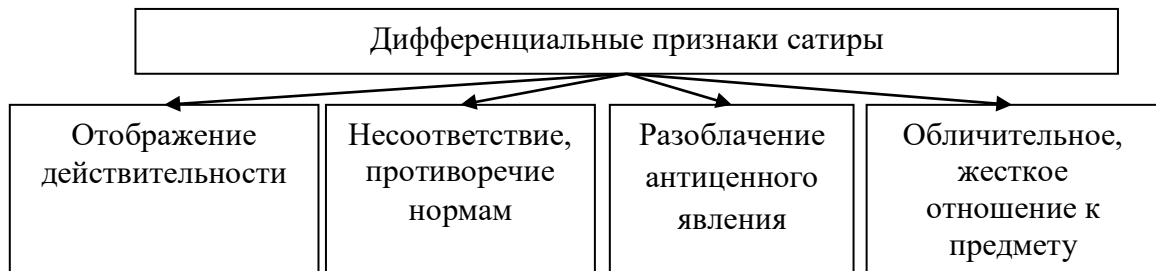 Дифференциальные признаки сатиры
Отображение
действительности
Несоответствие,
противоречие
нормам
Разоблачение
антиценного
явления
Обличительное,
жесткое
отношение к
предмету